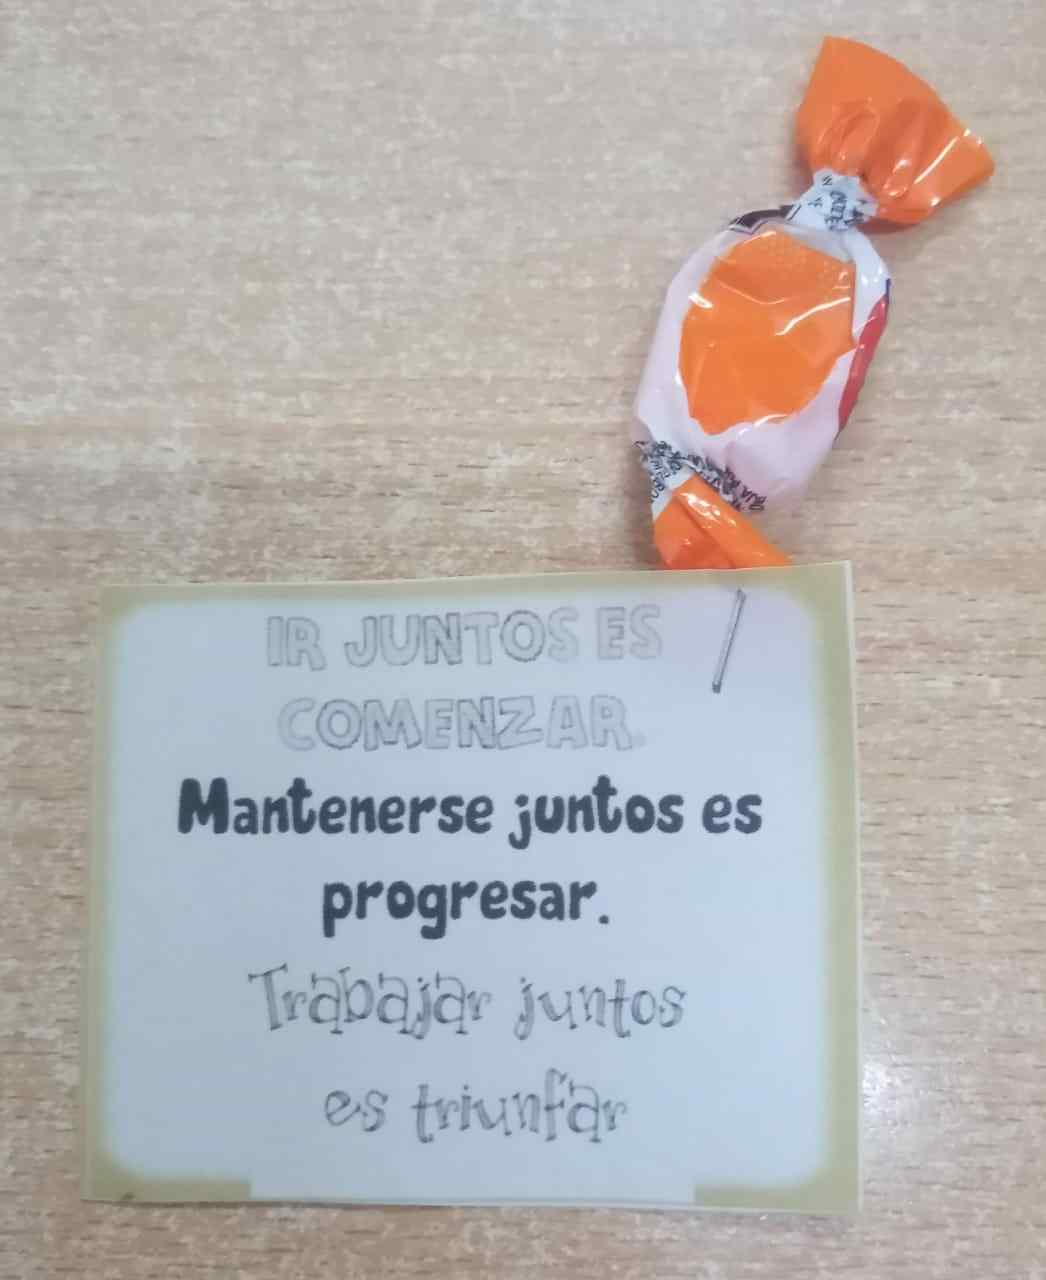 IR JUNTOS ES
COMENZAR.
Mantenerse juntos es
progresar.
Trabajar juntos
es triunfar